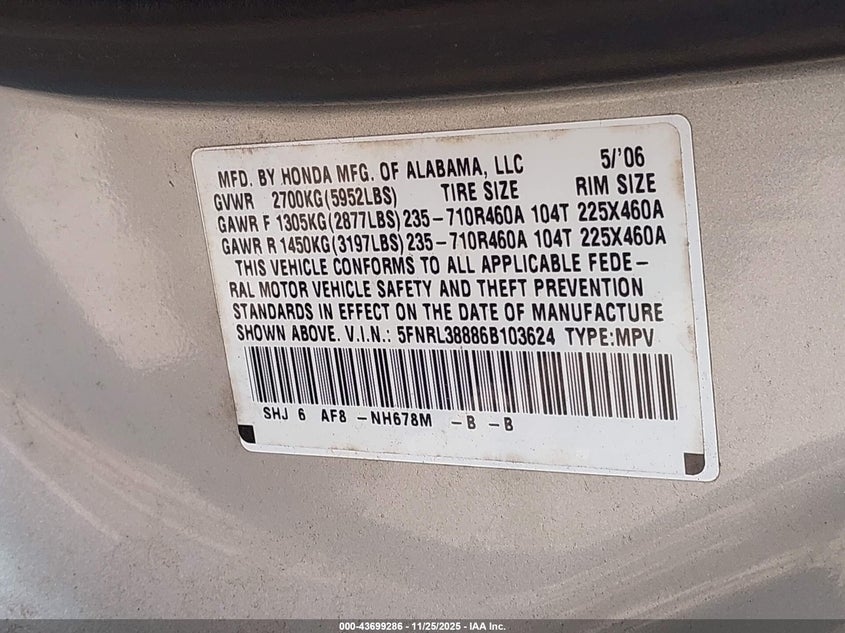 MFD. BY HONDA MFG. OF ALABAMA, LLC 5/'06
GVWR 2700KG(5952LBS) TIRE SIZE RIM SIZE
GAWR F 1305KG(2877LBS) 235-710R460A 104T 225X460A
GAWR R 1450KG(3197LBS) 235-710R460A 104T 225X460A
THIS VEHICLE CONFORMS TO ALL APPLICABLE FEDE-
RAL MOTOR VEHICLE SAFETY AND THEFT PREVENTION
STANDARDS IN EFFECT ON THE DATE OF MANUFACTURE
SHOWN ABOVE. V.I.N.: 5FNRL38886B103624 TYPE:MPV
SHJ 6 AF8 -NH678M -B -B
000-43699286 - 11/25/2025 - IAA Inc.